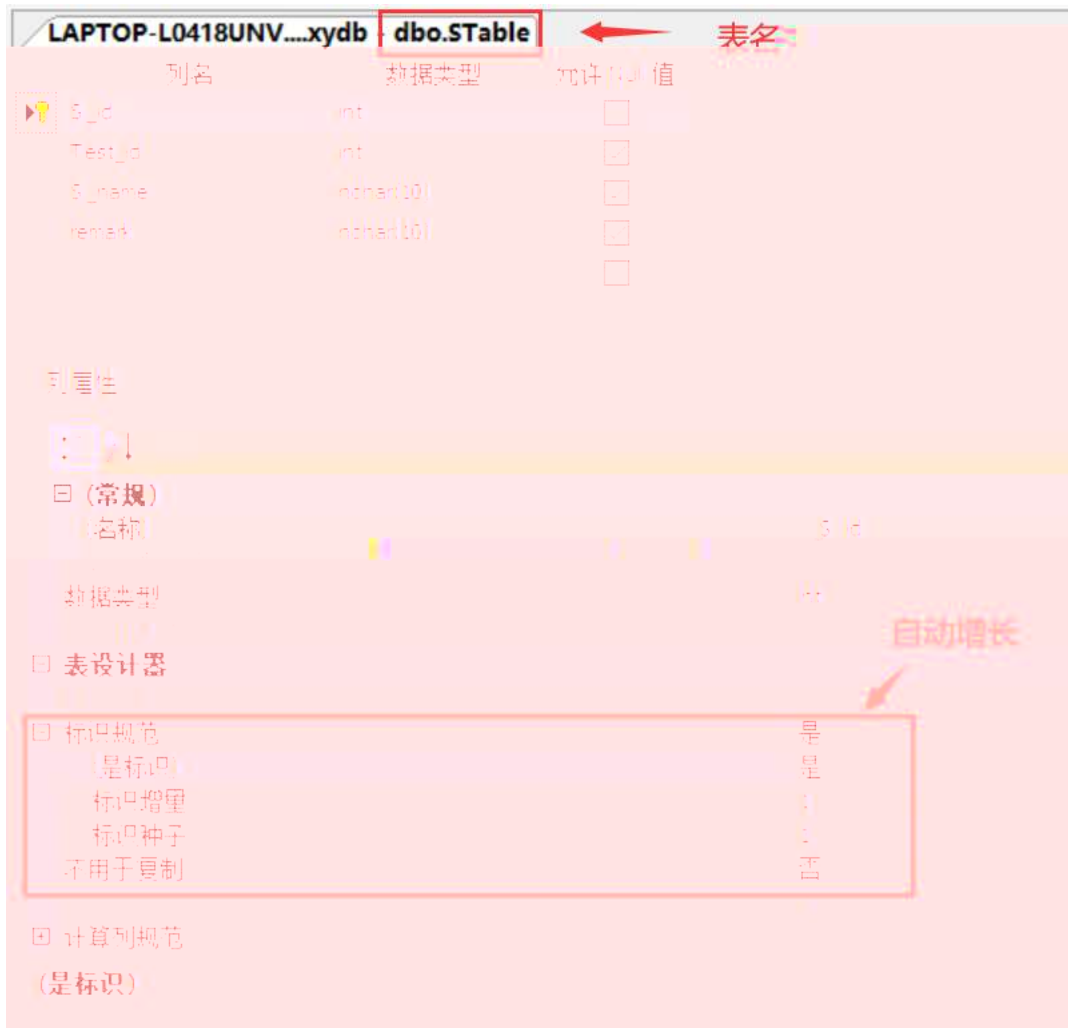 LAPTOP-L0418UNV....xydb - dbo.STable 表名
列名 数据类型 允许 值
S_id int
Test_id int
S_name nchar(10)
remark nchar(10)
列属性
(常规)
名称 S_id
数据类型 int
自动增长
表设计器
标识规范 是
(是标识) 是
标识增量 1
标识种子 1
不用于复制 否
计算列规范
(是标识)